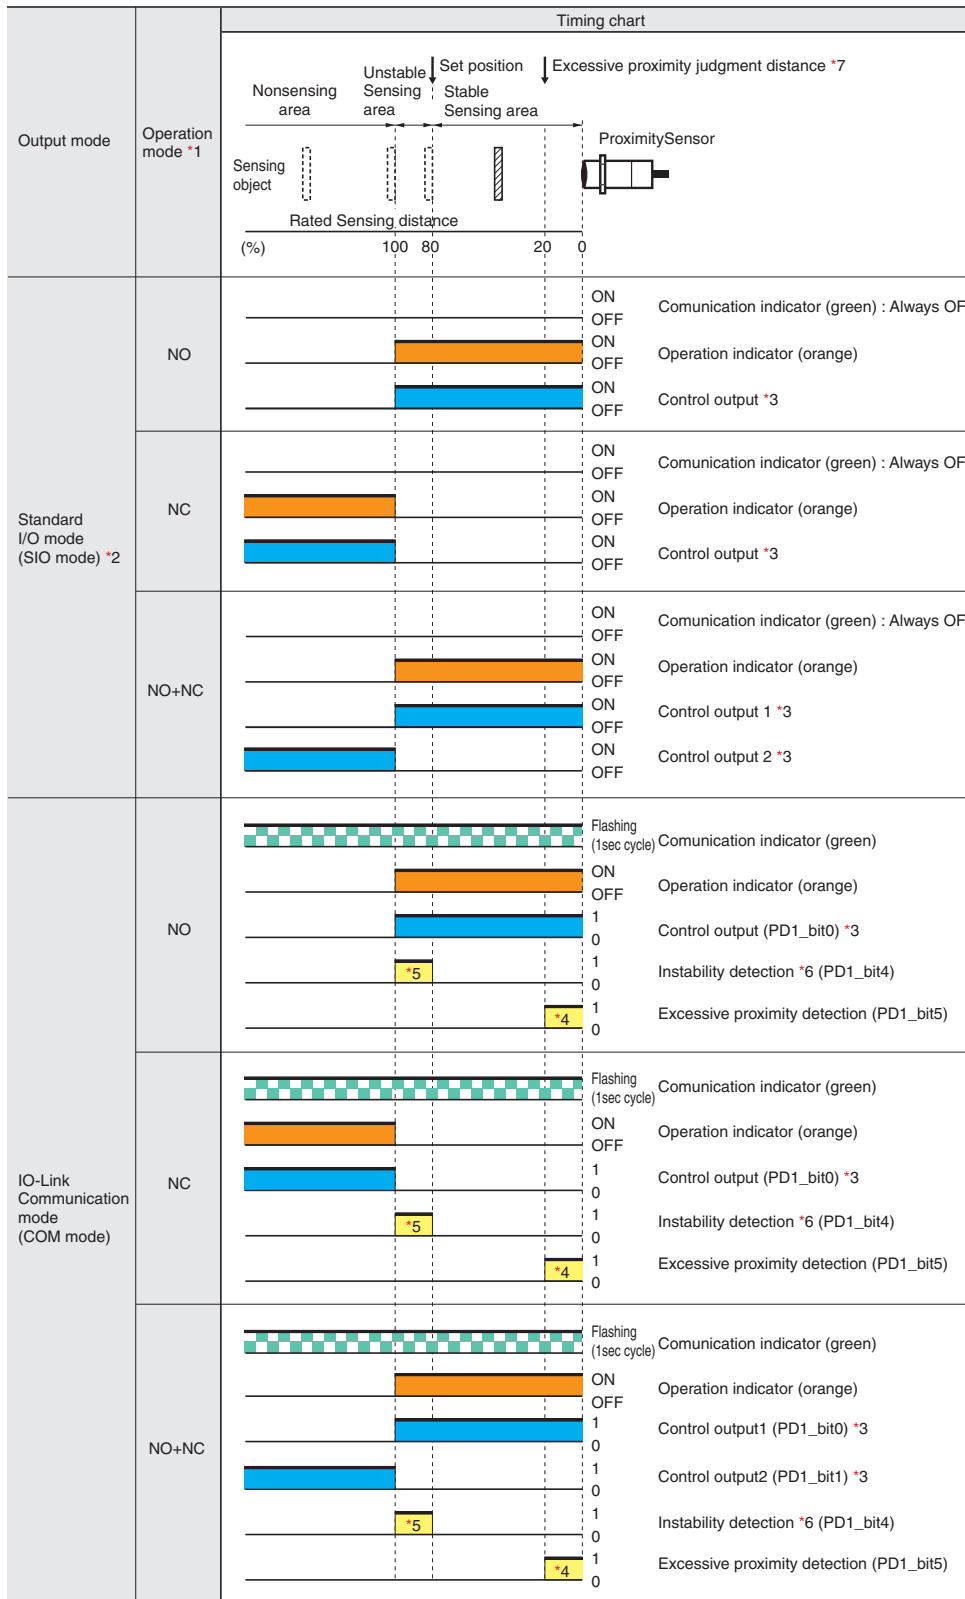 Output mode
Operation
mode *1
Timing chart
Nonsensing
area
Unstable
Sensing
area
Set position
Stable
Sensing area
Excessive proximity judgment distance *7
ProximitySensor
Sensing
object
Rated Sensing distance
(%)
100
80
20
0
Standard
I/O mode
(SIO mode) *2
NO
ON
OFF
Comunication indicator (green) : Always OF
ON
OFF
Operation indicator (orange)
ON
OFF
Control output *3
NC
ON
OFF
Comunication indicator (green) : Always OF
ON
OFF
Operation indicator (orange)
ON
OFF
Control output *3
NO+NC
ON
OFF
Comunication indicator (green) : Always OF
ON
OFF
Operation indicator (orange)
ON
OFF
Control output 1 *3
ON
OFF
Control output 2 *3
IO-Link
Communication
mode
(COM mode)
NO
Flashing
(1sec cycle)
Comunication indicator (green)
ON
OFF
Operation indicator (orange)
1
0
Control output (PD1_bit0) *3
*5
1
0
Instability detection *6 (PD1_bit4)
*4
1
0
Excessive proximity detection (PD1_bit5)
NC
Flashing
(1sec cycle)
Comunication indicator (green)
ON
OFF
Operation indicator (orange)
1
0
Control output (PD1_bit0) *3
*5
1
0
Instability detection *6 (PD1_bit4)
*4
1
0
Excessive proximity detection (PD1_bit5)
NO+NC
Flashing
(1sec cycle)
Comunication indicator (green)
ON
OFF
Operation indicator (orange)
1
0
Control output1 (PD1_bit0) *3
1
0
Control output2 (PD1_bit1) *3
*5
1
0
Instability detection *6 (PD1_bit4)
*4
1
0
Excessive proximity detection (PD1_bit5)